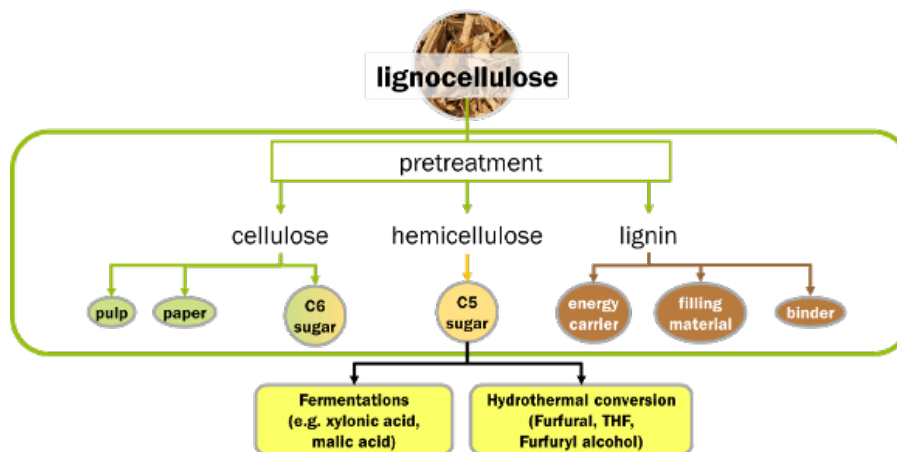 lignocellulose
pretreatment
cellulose
hemicellulose
lignin
pulp
paper
C6
sugar
C5
sugar
energy
carrier
filling
material
binder
Fermentations
(e.g. xylonic acid,
malic acid)
Hydrothermal conversion
(Furfural, THF,
Furfuryl alcohol)